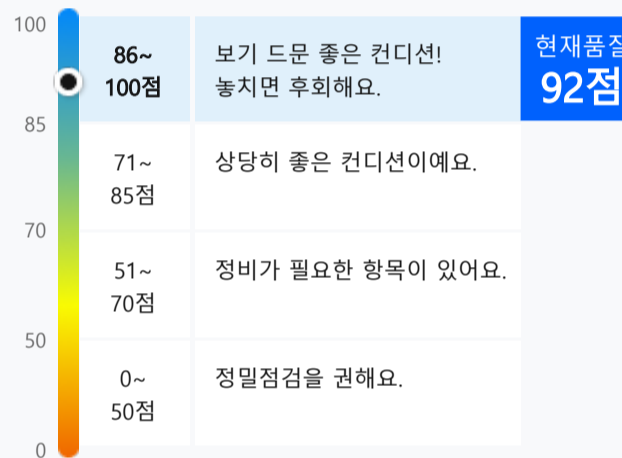 100
86~
100점
보기 드문 좋은 컨디션!
놓치면 후회해요.
현재품질
92점
85
71~
85점
상당히 좋은 컨디션이예요.
70
51~
70점
정비가 필요한 항목이 있어요.
50
0~
50점
정밀점검을 권해요.
0